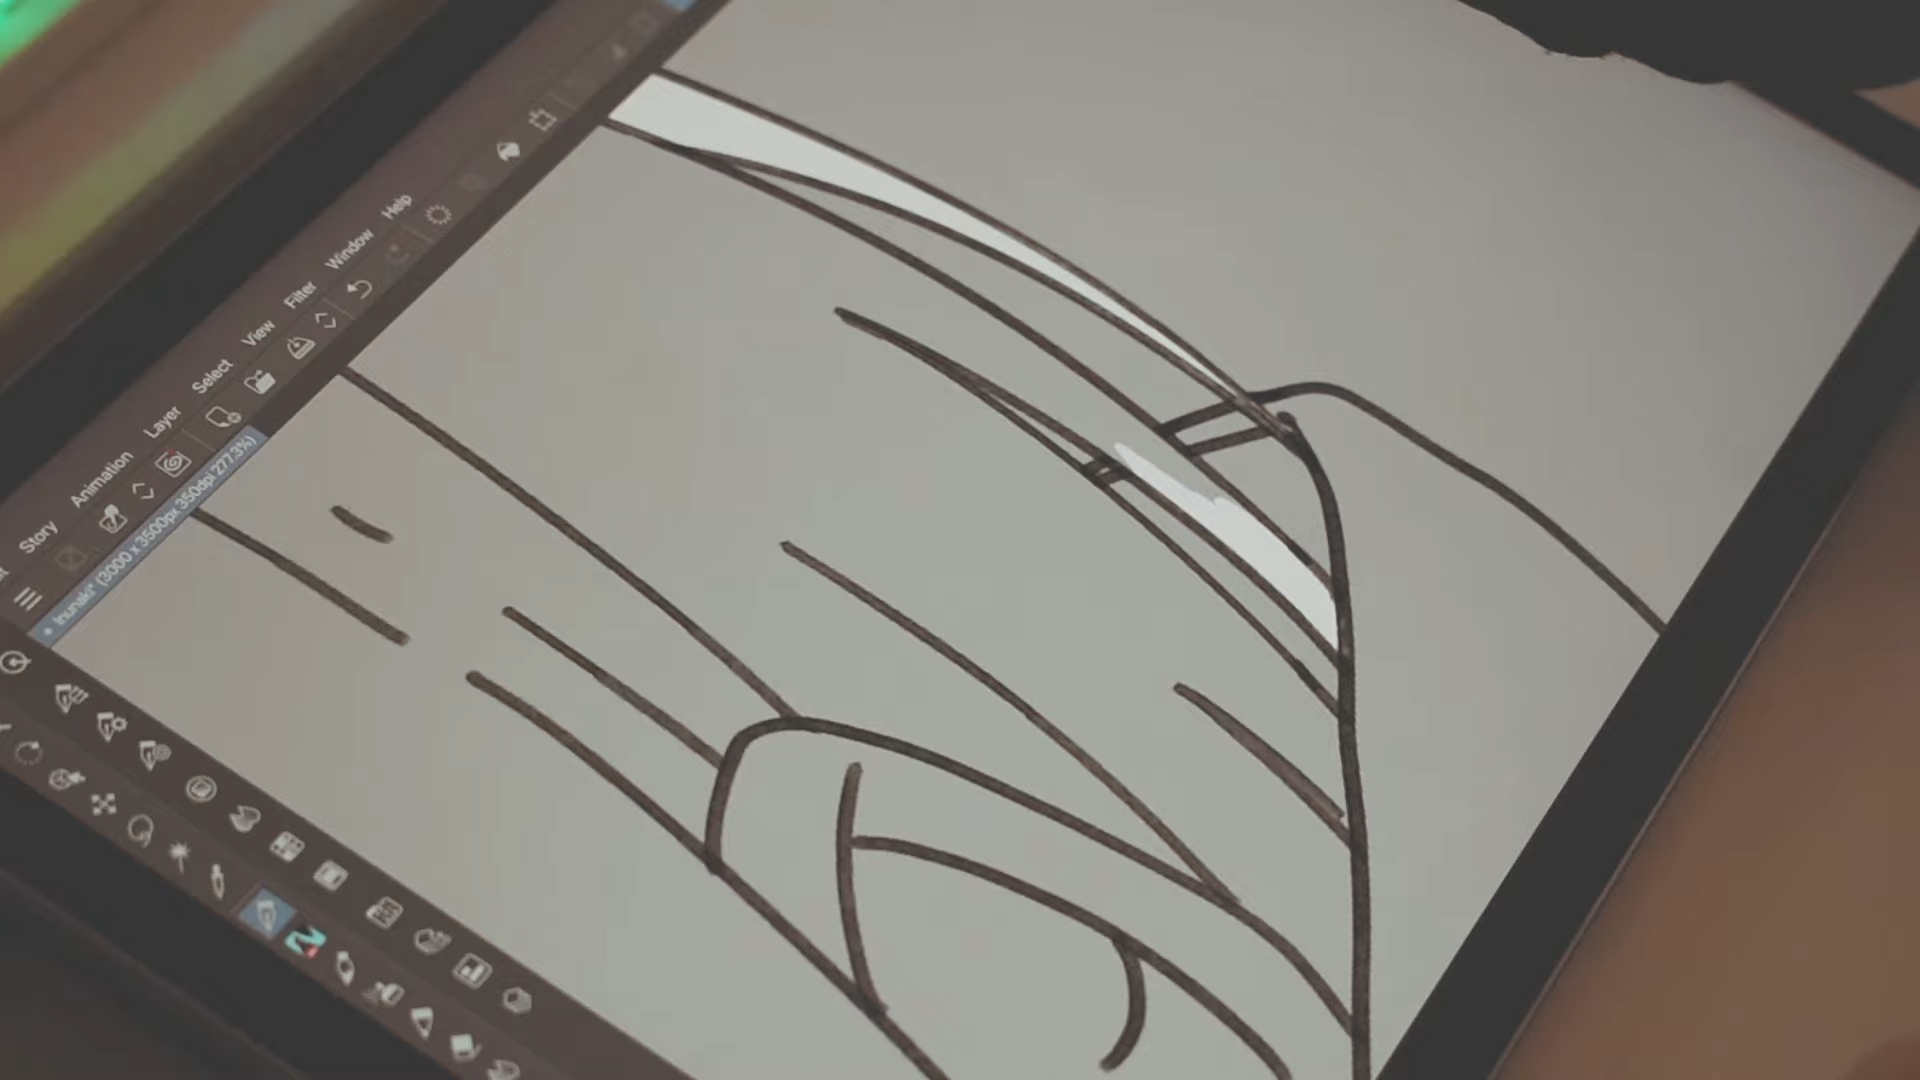 Story Animation Layer Select View Filter Window Help
Inunaki* (3000 x 3500px 350dpi 277.3%)